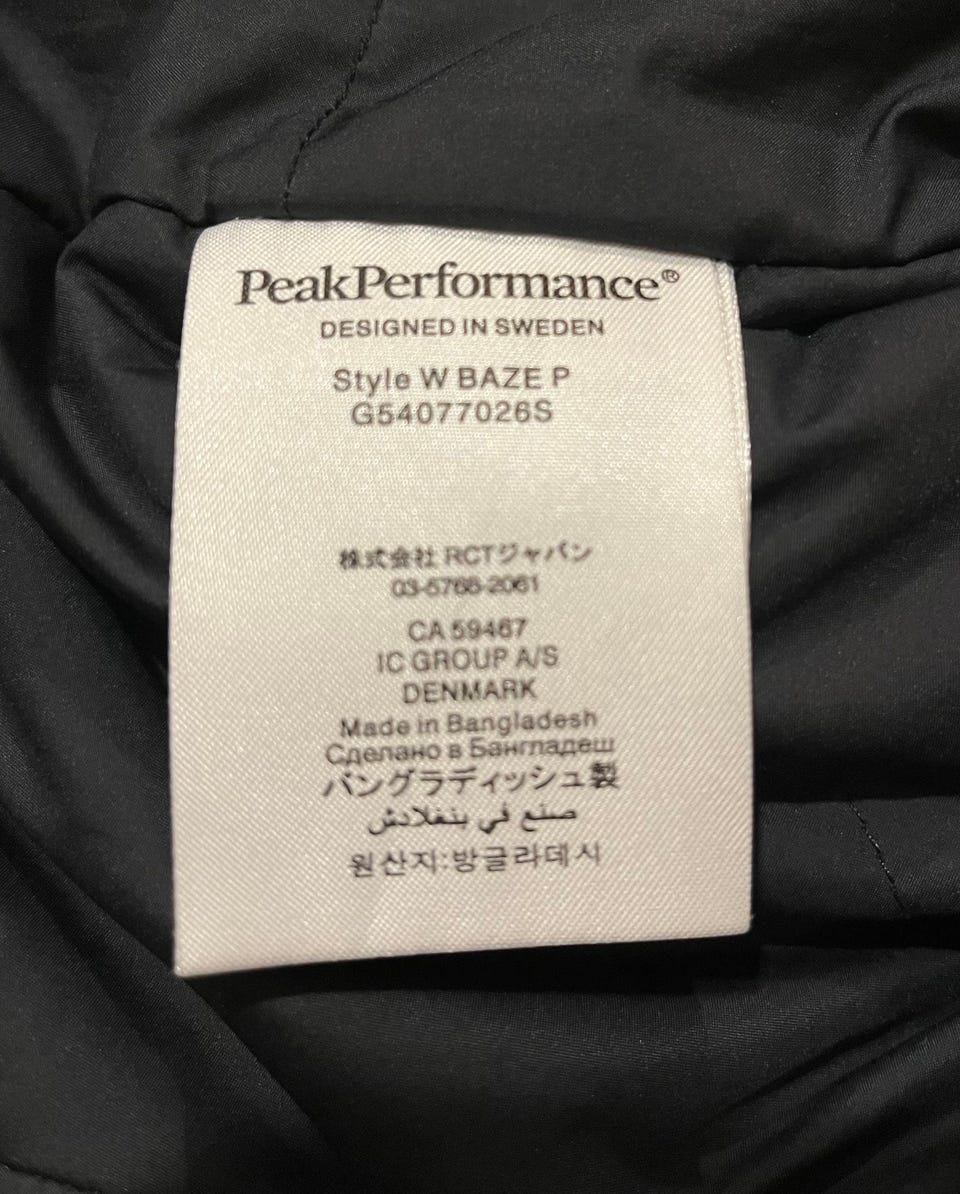 PeakPerformance®
DESIGNED IN SWEDEN
Style W BAZE P
G54077026S
株式会社 RCTジャパン
03-5766-2061
CA 59467
IC GROUP A/S
DENMARK
Made in Bangladesh
Сделано в Бангладеш
バングラディッシュ製
صنع في بنغلادش
원산지:방글라데시